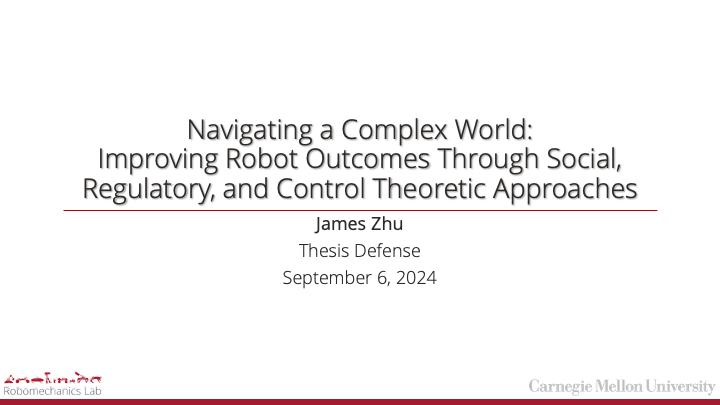 Navigating a Complex World:
Improving Robot Outcomes Through Social,
Regulatory, and Control Theoretic Approaches
James Zhu
Thesis Defense
September 6, 2024
Robomechanics Lab
Carnegie Mellon University